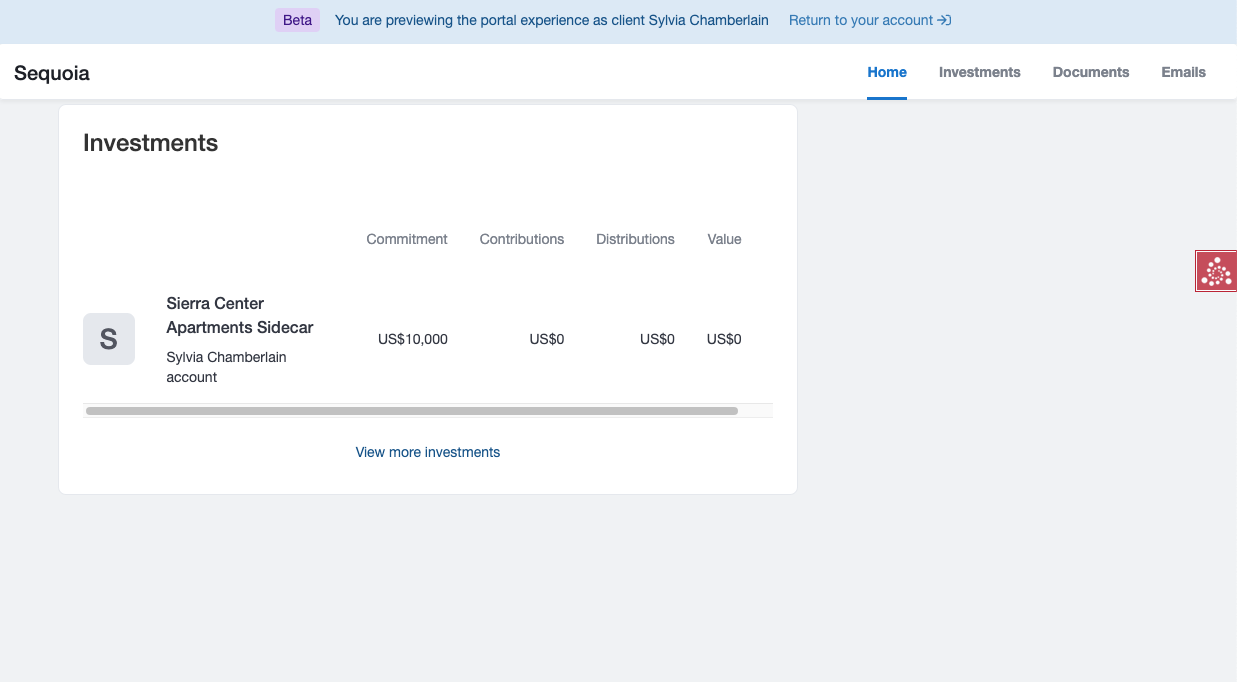 Beta You are previewing the portal experience as client Sylvia Chamberlain Return to your account
Sequoia Home Investments Documents Emails
Investments
Commitment Contributions Distributions Value
S
Sierra Center
Apartments Sidecar
Sylvia Chamberlain
account
US$10,000 US$0 US$0 US$0
View more investments